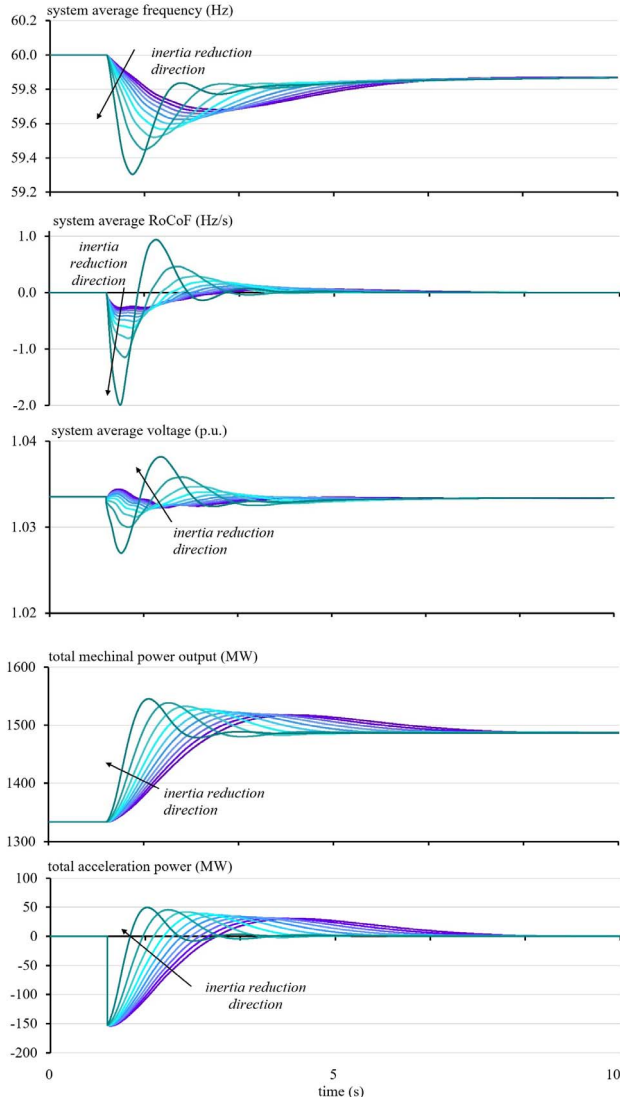 system average frequency (Hz)
60.2
60.0
59.8
59.6
59.4
59.2
inertia reduction
direction
system average RoCoF (Hz/s)
1.0
0.0
-1.0
-2.0
inertia
reduction
direction
system average voltage (p.u.)
1.04
1.03
1.02
inertia reduction
direction
total mechinal power output (MW)
1600
1500
1400
1300
inertia reduction
direction
total acceleration power (MW)
100
50
0
-50
-100
-150
-200
inertia reduction
direction
0 5 10
time (s)